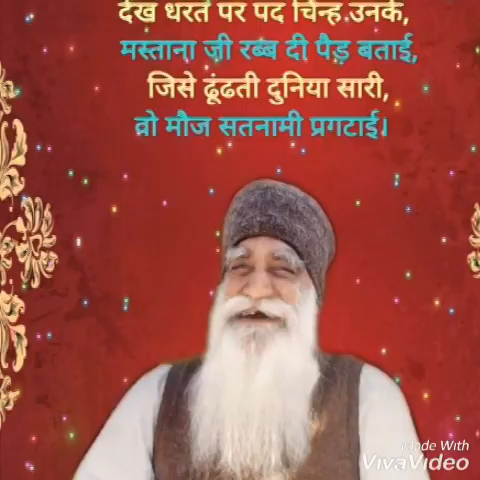 देख धरत पर पद चिन्ह उनके,
मस्ताना जी रब्ब दी पैड़ बताई,
जिसे ढूंढती दुनिया सारी,
वो मौज सतनामी प्रगटाई।
Made With
VivaVideo